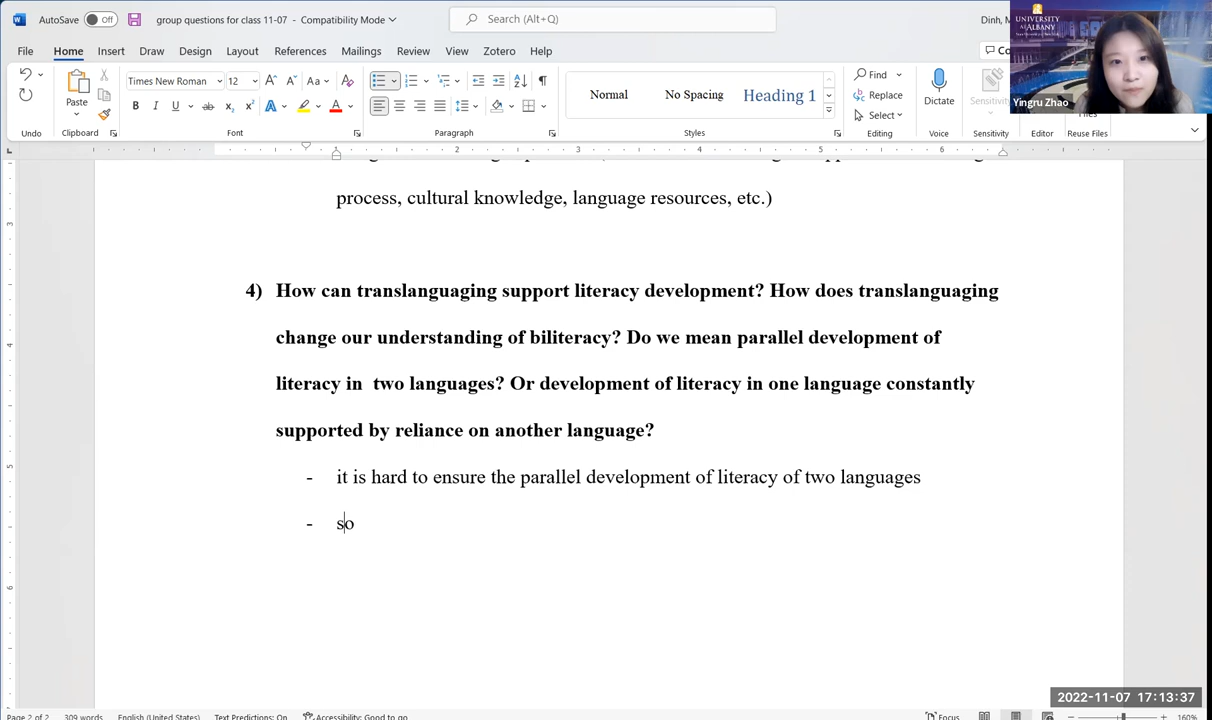 AutoSave Off group questions for class 11-07 - Compatibility Mode Search (Alt+Q) Dinh,
File Home Insert Draw Design Layout References Mailings Review View Zotero Help
UNIVERSITY AT ALBANY
Yingru Zhao
Paste
Times New Roman 12
Normal No Spacing Heading 1
Find
Replace
Select
Dictate
Undo Clipboard Font Paragraph Styles Editing Voice Sensitivity Editor Reuse Files
process, cultural knowledge, language resources, etc.)
4) How can translanguaging support literacy development? How does translanguaging
change our understanding of biliteracy? Do we mean parallel development of
literacy in two languages? Or development of literacy in one language constantly
supported by reliance on another language?
- it is hard to ensure the parallel development of literacy of two languages
- so
2022-11-07 17:13:37
Page 2 of 2 309 words English (United States) Text Predictions: On Accessibility: Good to go Focus 160%